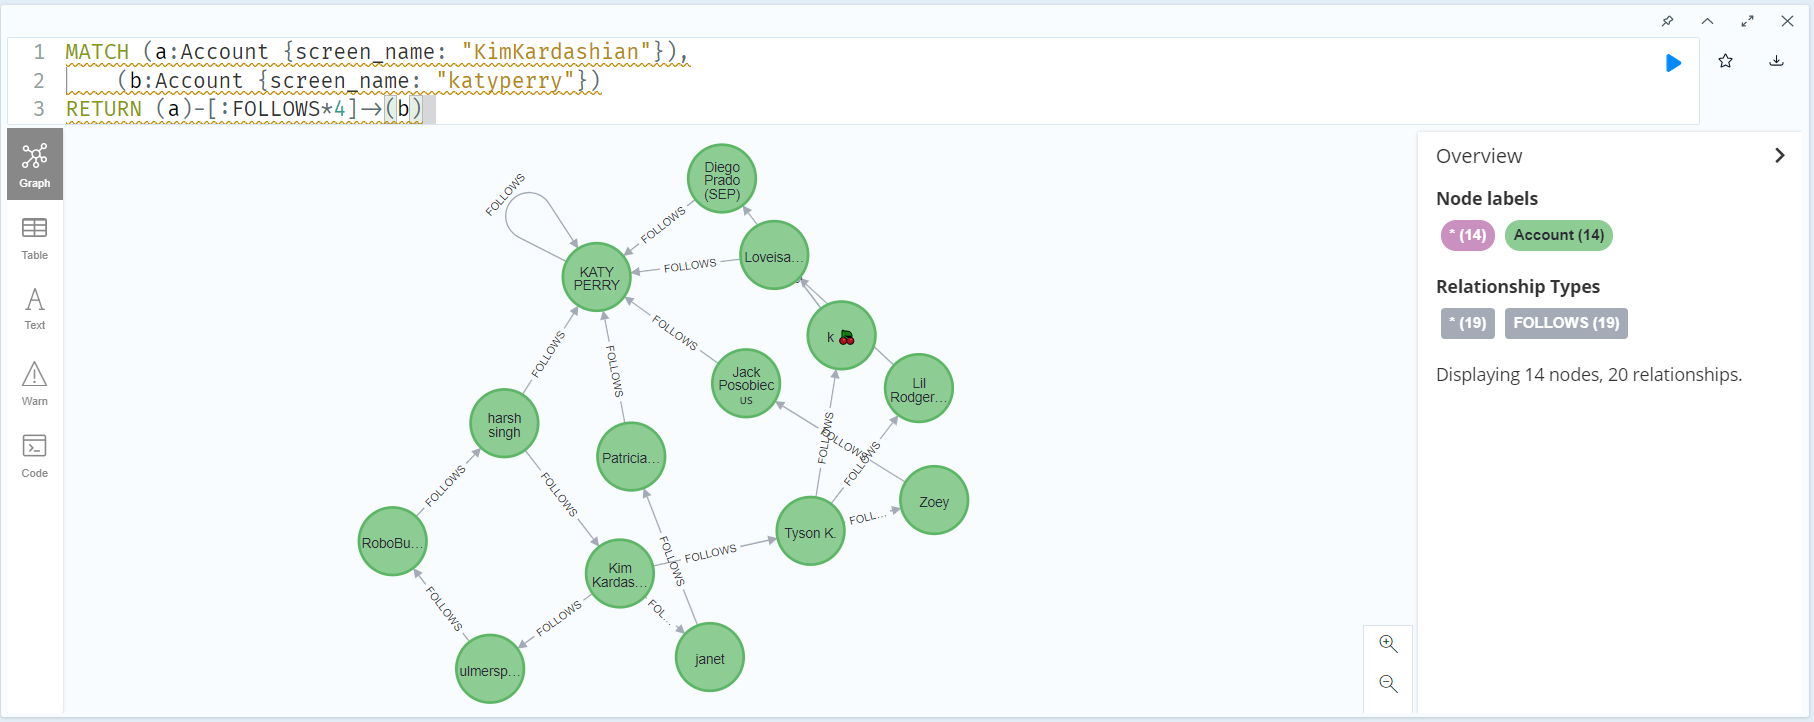 1 MATCH (a:Account {screen_name: "KimKardashian"}),
2 (b:Account {screen_name: "katyperry"})
3 RETURN (a)-[:FOLLOWS*4]->(b)
Graph
Table
Text
Warn
Code
FOLLOWS
Diego
Prado
(SEP)
FOLLOWS
Loveisa...
FOLLOWS
KATY
PERRY
k 🍒
FOLLOWS
FOLLOWS
FOLLOWS
Jack
Posobiec
us
Lil
Rodger...
harsh
singh
FOLLOWS
FOLLOWS
FOLLOWS
Patricia...
FOLLOWS
FOLLOWS
Zoey
FOLL...
Tyson K.
RoboBu...
FOLLOWS
FOLLOWS
Kim
Kardas...
FOLLOWS
FOLLOWS
FOL...
janet
ulmersp...
Overview
Node labels
* (14) Account (14)
Relationship Types
* (19) FOLLOWS (19)
Displaying 14 nodes, 20 relationships.